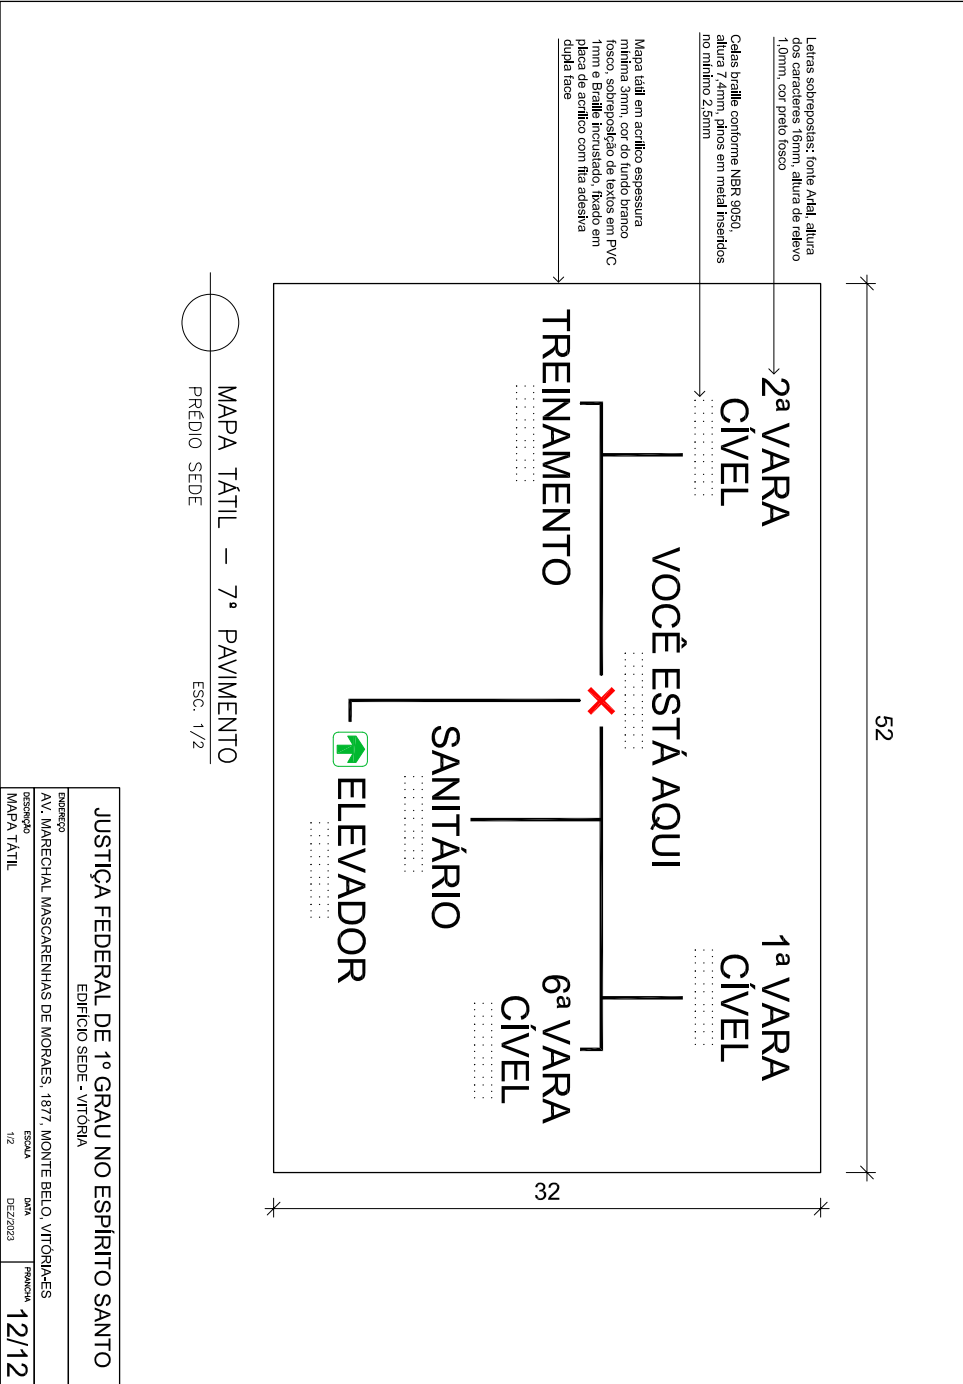 Letras sobrepostas: fonte Arial, altura
dos caracteres 16mm, altura de relevo
1,0mm, cor preto fosco
Celas braille conforme NBR 9050,
altura 7,4mm, pinos em metal inseridos
no mínimo 2,5mm
Mapa tátil em acrílico espessura
mínima 3mm, cor do fundo branco
fosco, sobreposição de textos em PVC
1mm e Braille incrustado, fixado em
placa de acrílico com fita adesiva
dupla face
52
32
2ª VARA
CÍVEL
VOCÊ ESTÁ AQUI
1ª VARA
CÍVEL
TREINAMENTO
SANITÁRIO
ELEVADOR
6ª VARA
CÍVEL
MAPA TÁTIL – 7º PAVIMENTO
PRÉDIO SEDE
ESC. 1/2
JUSTIÇA FEDERAL DE 1º GRAU NO ESPÍRITO SANTO
EDIFÍCIO SEDE - VITÓRIA
ENDEREÇO
AV. MARECHAL MASCARENHAS DE MORAES, 1877, MONTE BELO, VITÓRIA-ES
DESCRIÇÃO
MAPA TÁTIL
ESCALA
1/2
DATA
DEZ/2023
PRANCHA
12/12